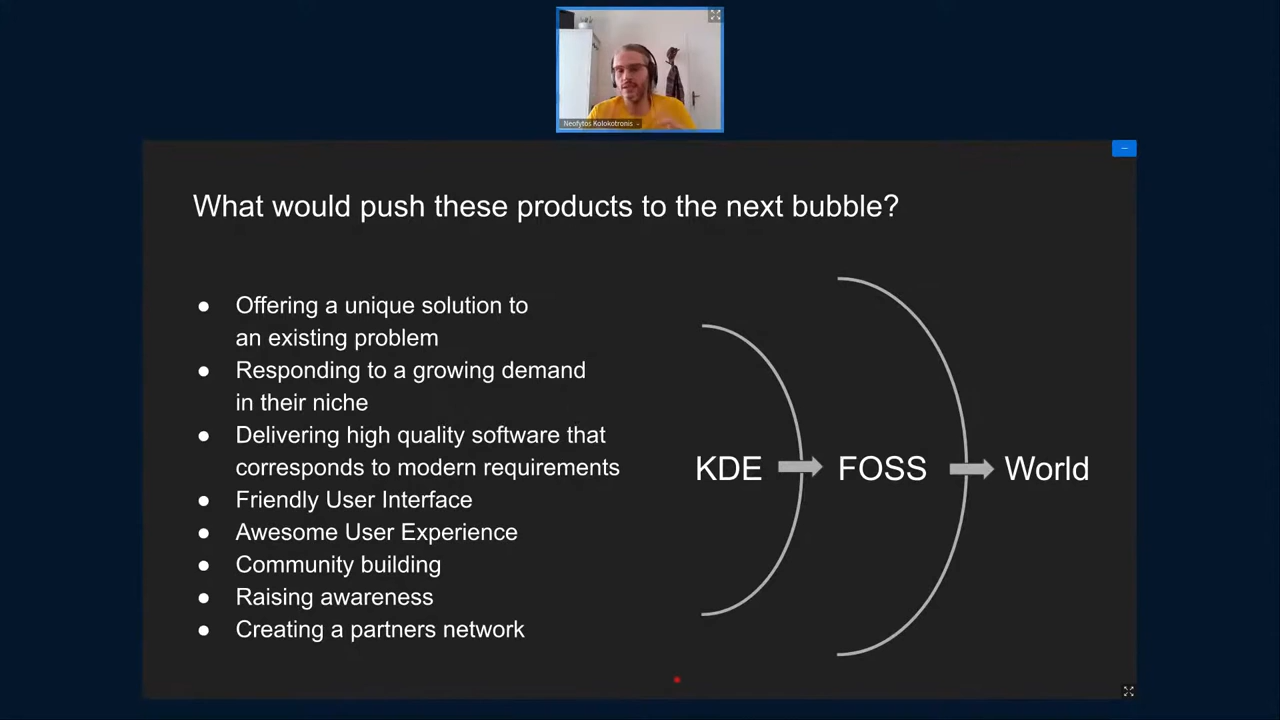 Neofytos Kolokotronis
What would push these products to the next bubble?
● Offering a unique solution to
an existing problem
● Responding to a growing demand
in their niche
● Delivering high quality software that
corresponds to modern requirements
● Friendly User Interface
● Awesome User Experience
● Community building
● Raising awareness
● Creating a partners network
KDE FOSS World